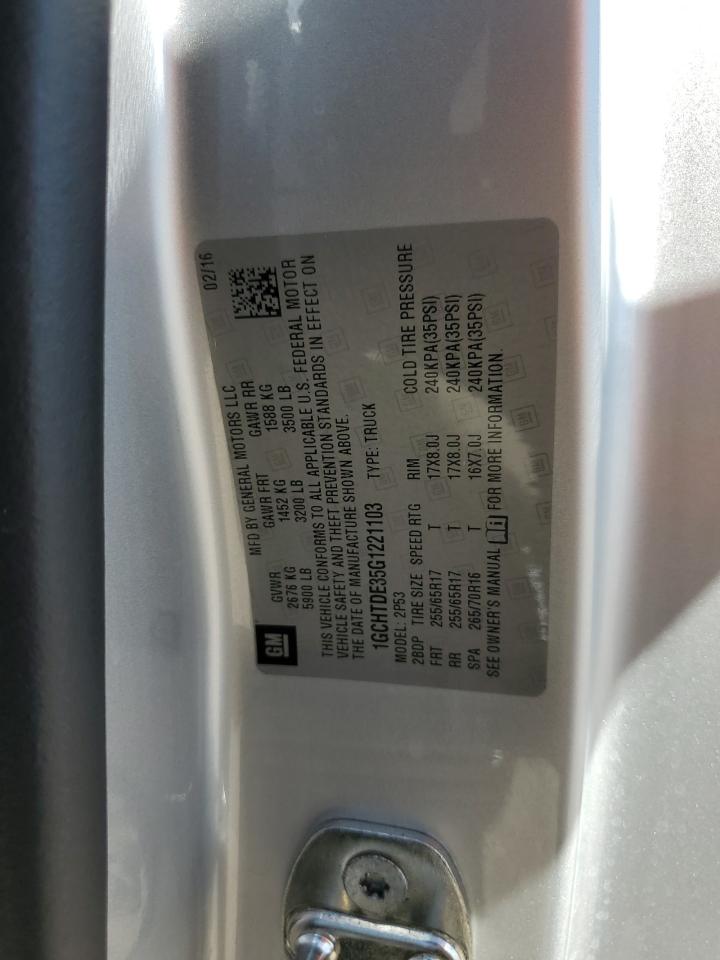 GM
MFD BY GENERAL MOTORS LLC 02/16
GVWR GAWR FRT GAWR RR
2676 KG 1452 KG 1588 KG
5900 LB 3200 LB 3500 LB
THIS VEHICLE CONFORMS TO ALL APPLICABLE U.S. FEDERAL MOTOR
VEHICLE SAFETY AND THEFT PREVENTION STANDARDS IN EFFECT ON
THE DATE OF MANUFACTURE SHOWN ABOVE.
1GCHTDE35G1221103 TYPE: TRUCK
MODEL: 2P53
2BDP TIRE SIZE SPEED RTG RIM COLD TIRE PRESSURE
FRT 255/65R17 T 17X8.0J 240KPA(35PSI)
RR 255/65R17 T 17X8.0J 240KPA(35PSI)
SPA 265/70R16 T 16X7.0J 240KPA(35PSI)
SEE OWNER'S MANUAL i FOR MORE INFORMATION.